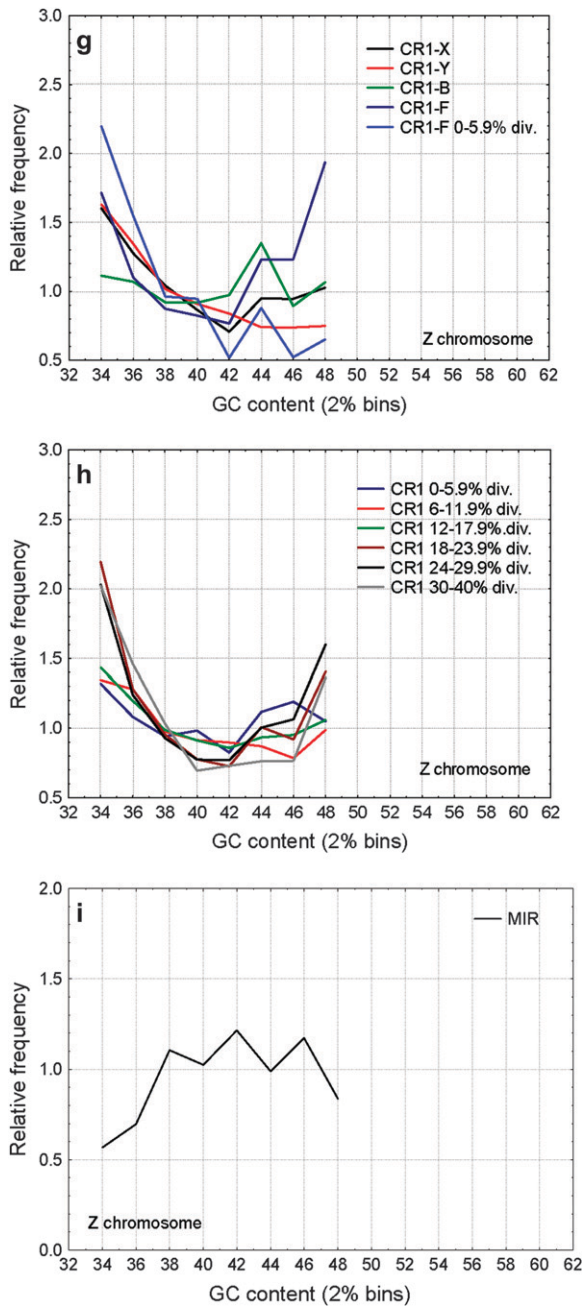 g
CR1-X
CR1-Y
CR1-B
CR1-F
CR1-F 0-5.9% div.
3.0
2.5
2.0
1.5
1.0
0.5
Relative frequency
Z chromosome
32 34 36 38 40 42 44 46 48 50 52 54 56 58 60 62
GC content (2% bins)
h
CR1 0-5.9% div.
CR1 6-11.9% div.
CR1 12-17.9%.div.
CR1 18-23.9% div.
CR1 24-29.9% div.
CR1 30-40% div.
3.0
2.5
2.0
1.5
1.0
0.5
Relative frequency
Z chromosome
32 34 36 38 40 42 44 46 48 50 52 54 56 58 60 62
GC content (2% bins)
i
MIR
2.0
1.5
1.0
0.5
0.0
Relative frequency
Z chromosome
32 34 36 38 40 42 44 46 48 50 52 54 56 58 60 62
GC content (2% bins)